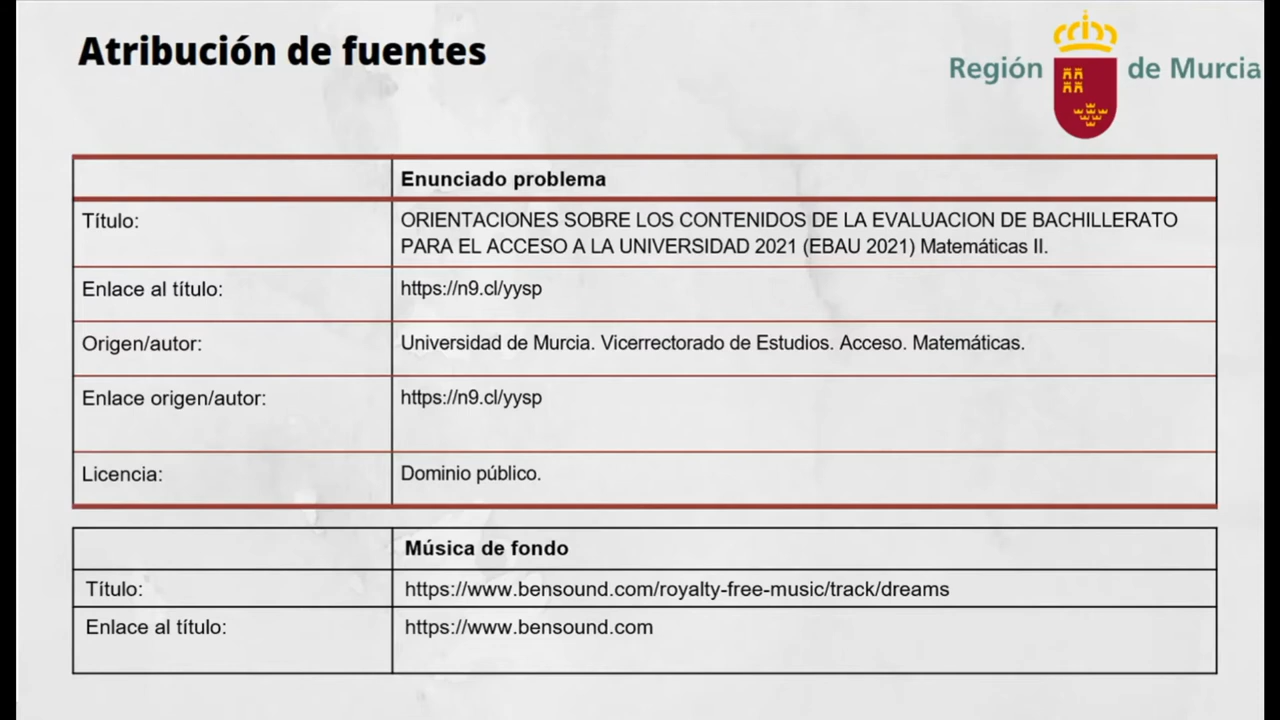 Atribución de fuentes
Región de Murcia
Enunciado problema
Título:
ORIENTACIONES SOBRE LOS CONTENIDOS DE LA EVALUACION DE BACHILLERATO
PARA EL ACCESO A LA UNIVERSIDAD 2021 (EBAU 2021) Matemáticas II.
Enlace al título:
https://n9.cl/yysp
Origen/autor:
Universidad de Murcia. Vicerrectorado de Estudios. Acceso. Matemáticas.
Enlace origen/autor:
https://n9.cl/yysp
Licencia:
Dominio público.
Música de fondo
Título:
https://www.bensound.com/royalty-free-music/track/dreams
Enlace al título:
https://www.bensound.com